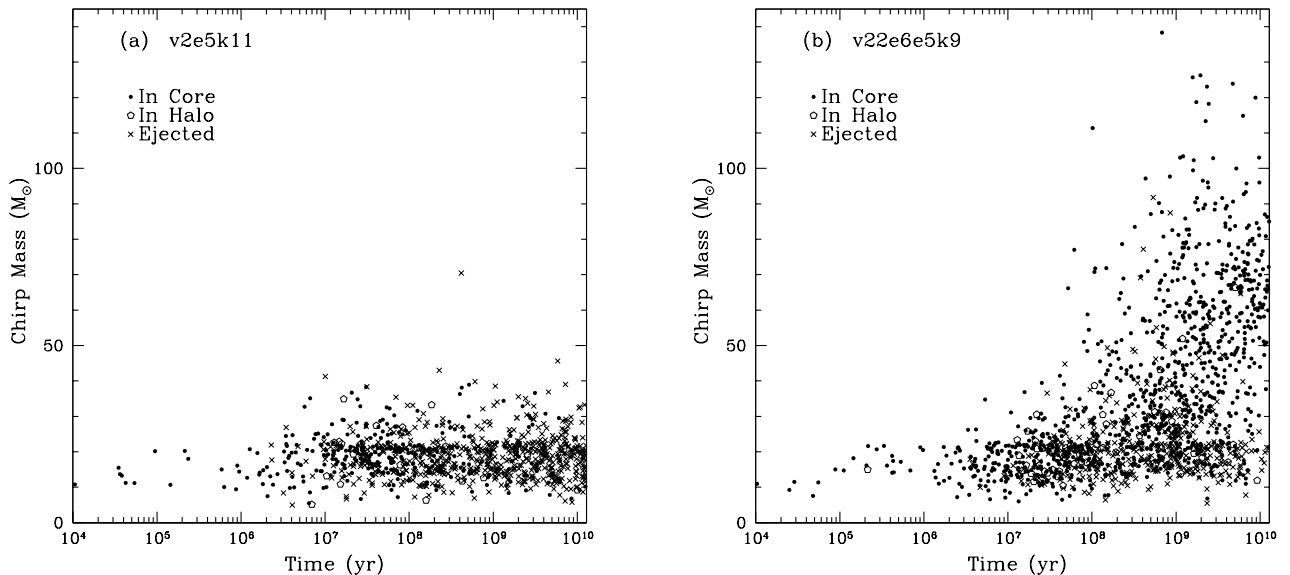 (a) v2e5k11
In Core
In Halo
Ejected
100
50
0
Chirp Mass (M⊙)
10⁴ 10⁵ 10⁶ 10⁷ 10⁸ 10⁹ 10¹⁰
Time (yr)
(b) v22e6e5k9
In Core
In Halo
Ejected
100
50
0
Chirp Mass (M⊙)
10⁴ 10⁵ 10⁶ 10⁷ 10⁸ 10⁹ 10¹⁰
Time (yr)